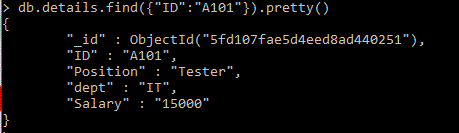 > db.details.find({"ID":"A101"}).pretty()
{
"_id" : ObjectId("5fd107fae5d4eed8ad440251"),
"ID" : "A101",
"Position" : "Tester",
"dept" : "IT",
"Salary" : "15000"
}